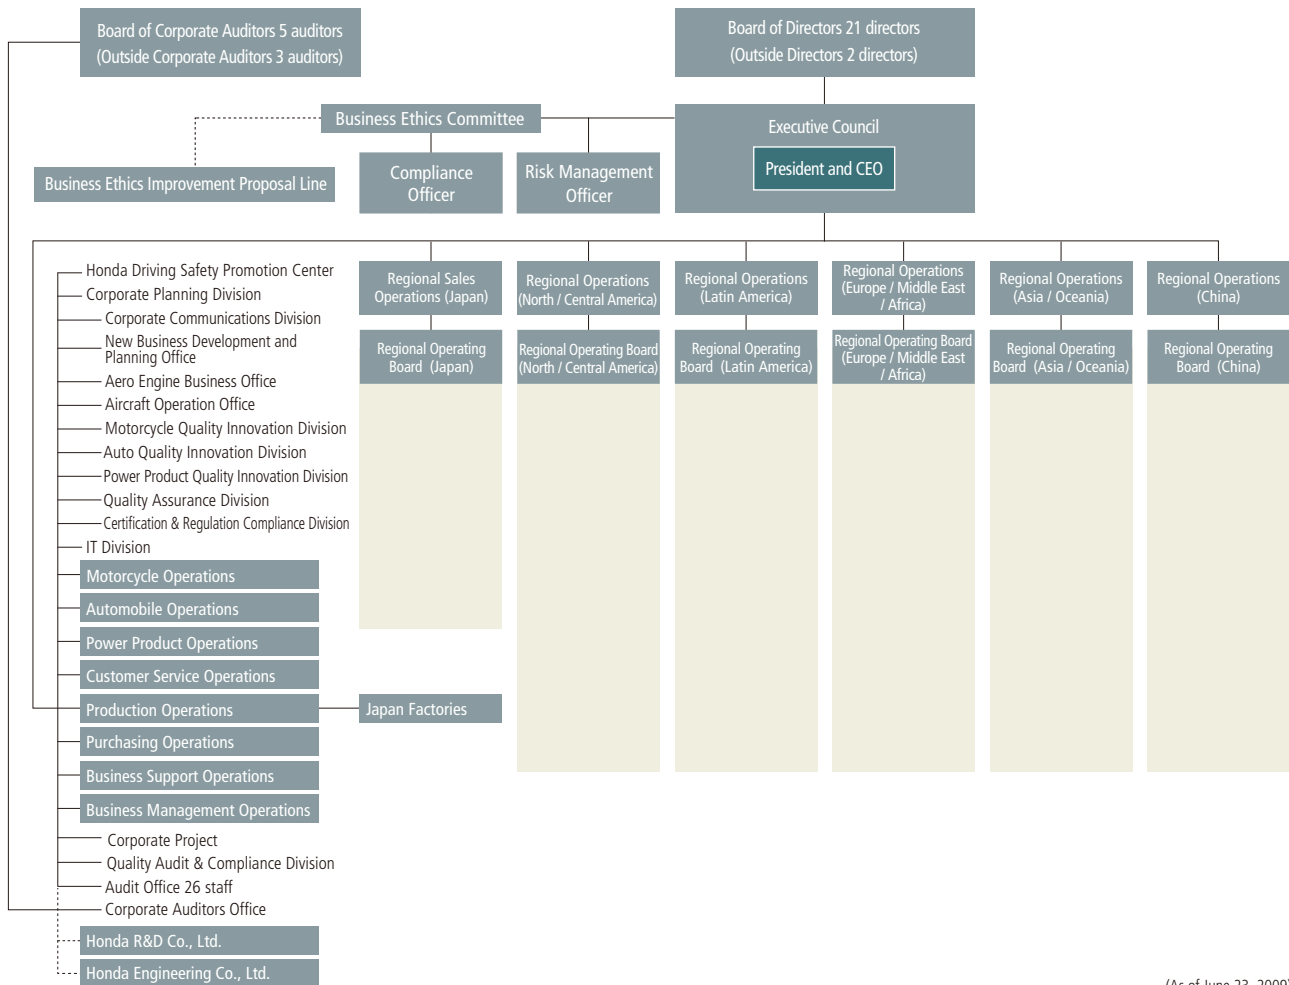 Board of Corporate Auditors 5 auditors
(Outside Corporate Auditors 3 auditors)
Board of Directors 21 directors
(Outside Directors 2 directors)
Business Ethics Committee
Executive Council
President and CEO
Business Ethics Improvement Proposal Line
Compliance
Officer
Risk Management
Officer
Honda Driving Safety Promotion Center
Corporate Planning Division
Corporate Communications Division
New Business Development and
Planning Office
Aero Engine Business Office
Aircraft Operation Office
Motorcycle Quality Innovation Division
Auto Quality Innovation Division
Power Product Quality Innovation Division
Quality Assurance Division
Certification & Regulation Compliance Division
IT Division
Motorcycle Operations
Automobile Operations
Power Product Operations
Customer Service Operations
Production Operations
Japan Factories
Purchasing Operations
Business Support Operations
Business Management Operations
Corporate Project
Quality Audit & Compliance Division
Audit Office 26 staff
Corporate Auditors Office
Honda R&D Co., Ltd.
Honda Engineering Co., Ltd.
Regional Sales
Operations (Japan)
Regional Operating
Board (Japan)
Regional Operations
(North / Central America)
Regional Operating Board
(North / Central America)
Regional Operations
(Latin America)
Regional Operating
Board (Latin America)
Regional Operations
(Europe / Middle East
/ Africa)
Regional Operating Board
(Europe / Middle East
/ Africa)
Regional Operations
(Asia / Oceania)
Regional Operating
Board (Asia / Oceania)
Regional Operations
(China)
Regional Operating
Board (China)
(As of June 23, 2009)